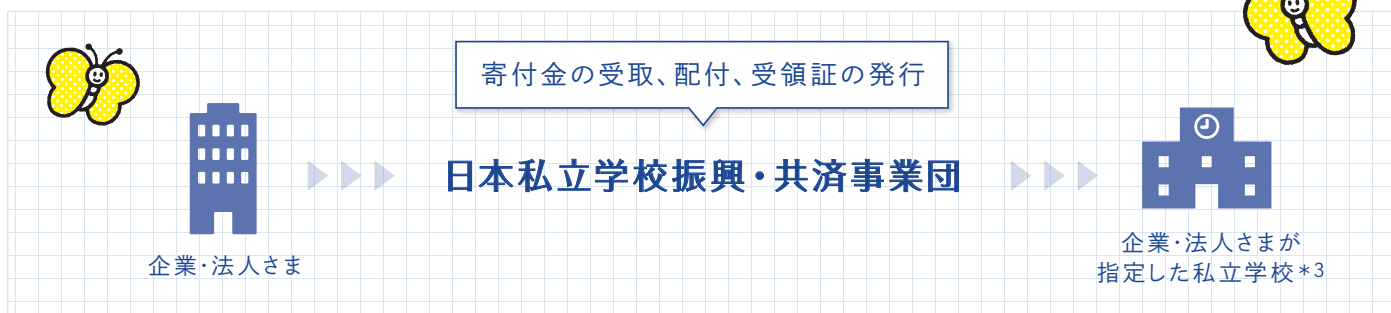 寄付金の受取、配付、受領証の発行
日本私立学校振興・共済事業団
企業・法人さま
企業・法人さまが
指定した私立学校＊3